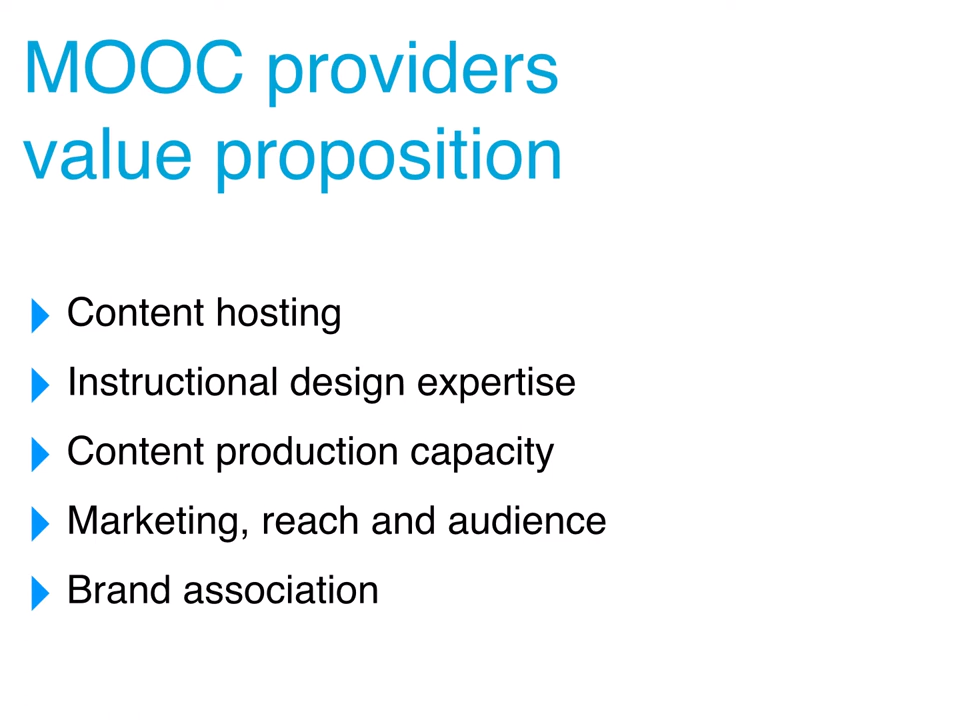 MOOC providers
value proposition
Content hosting
Instructional design expertise
Content production capacity
Marketing, reach and audience
Brand association